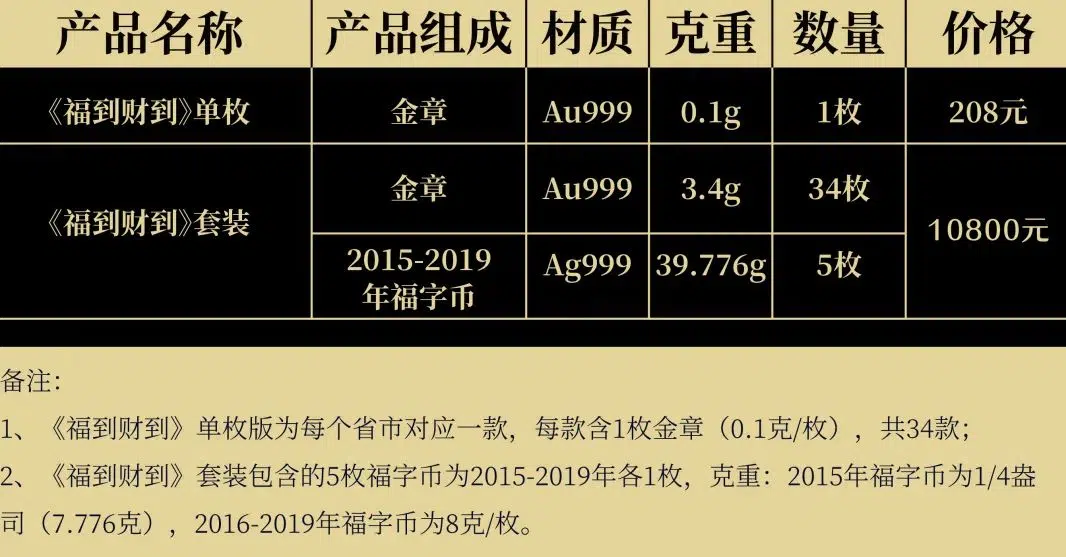 产品名称 产品组成 材质 克重 数量 价格
《福到财到》单枚 金章 Au999 0.1g 1枚 208元
《福到财到》套装 金章 Au999 3.4g 34枚 10800元
2015-2019年福字币 Ag999 39.776g 5枚
备注：
1、《福到财到》单枚版为每个省市对应一款，每款含1枚金章（0.1克/枚），共34款；
2、《福到财到》套装包含的5枚福字币为2015-2019年各1枚，克重：2015年福字币为1/4盎
司（7.776克），2016-2019年福字币为8克/枚。